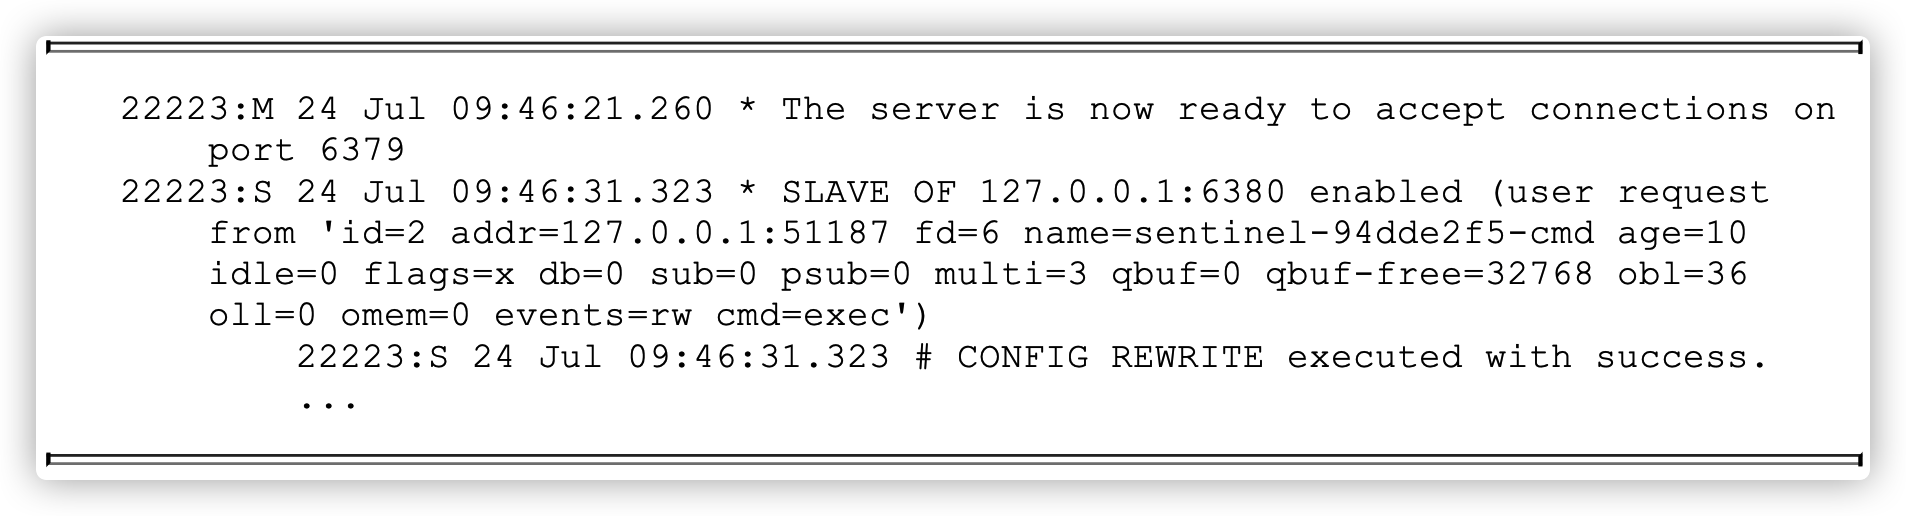 22223:M 24 Jul 09:46:21.260 * The server is now ready to accept connections on
port 6379
22223:S 24 Jul 09:46:31.323 * SLAVE OF 127.0.0.1:6380 enabled (user request
from 'id=2 addr=127.0.0.1:51187 fd=6 name=sentinel-94dde2f5-cmd age=10
idle=0 flags=x db=0 sub=0 psub=0 multi=3 qbuf=0 qbuf-free=32768 obl=36
oll=0 omem=0 events=rw cmd=exec')
22223:S 24 Jul 09:46:31.323 # CONFIG REWRITE executed with success.
...